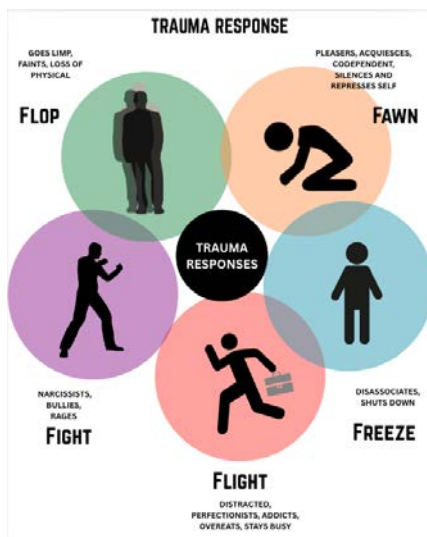 TRAUMA RESPONSE
GOES LIMP,
FAINTS, LOSS OF
PHYSICAL
FLOP
PLEASERS, ACQUIESCES,
CODEPENDENT,
SILENCES AND
REPRESSES SELF
FAWN
TRAUMA
RESPONSES
NARCISSISTS,
BULLIES,
RAGES
FIGHT
DISASSOCIATES,
SHUTS DOWN
FREEZE
FLIGHT
DISTRACTED,
PERFECTIONISTS, ADDICTS,
OVEREATS, STAYS BUSY